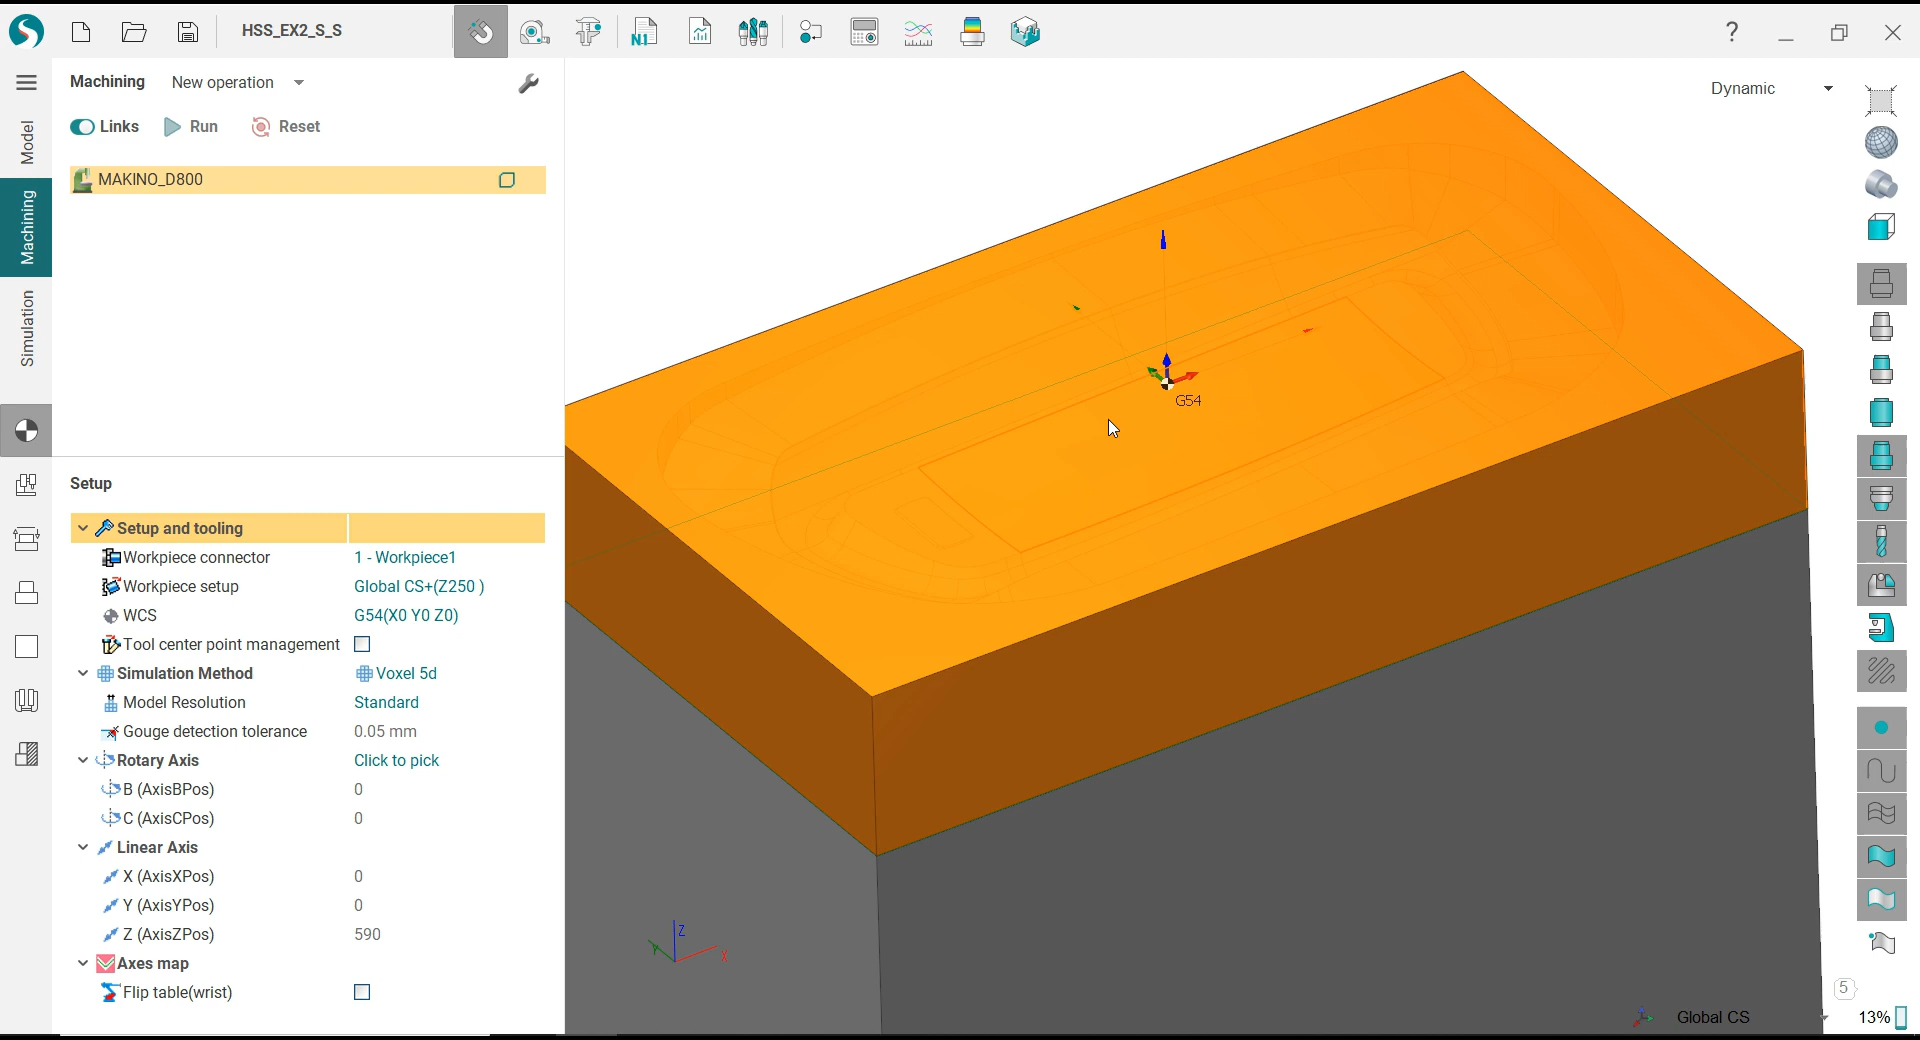 HSS_EX2_S_S
N1
?
Machining New operation
Dynamic
Links Run Reset
Model
Machining
Simulation
MAKINO_D800
G54
Setup
Setup and tooling
Workpiece connector 1 - Workpiece1
Workpiece setup Global CS+(Z250 )
WCS G54(X0 Y0 Z0)
Tool center point management
Simulation Method Voxel 5d
Model Resolution Standard
Gouge detection tolerance 0.05 mm
Rotary Axis Click to pick
B (AxisBPos) 0
C (AxisCPos) 0
Linear Axis
X (AxisXPos) 0
Y (AxisYPos) 0
Z (AxisZPos) 590
Axes map
Flip table(wrist)
Z
Y
X
5
Global CS
13%